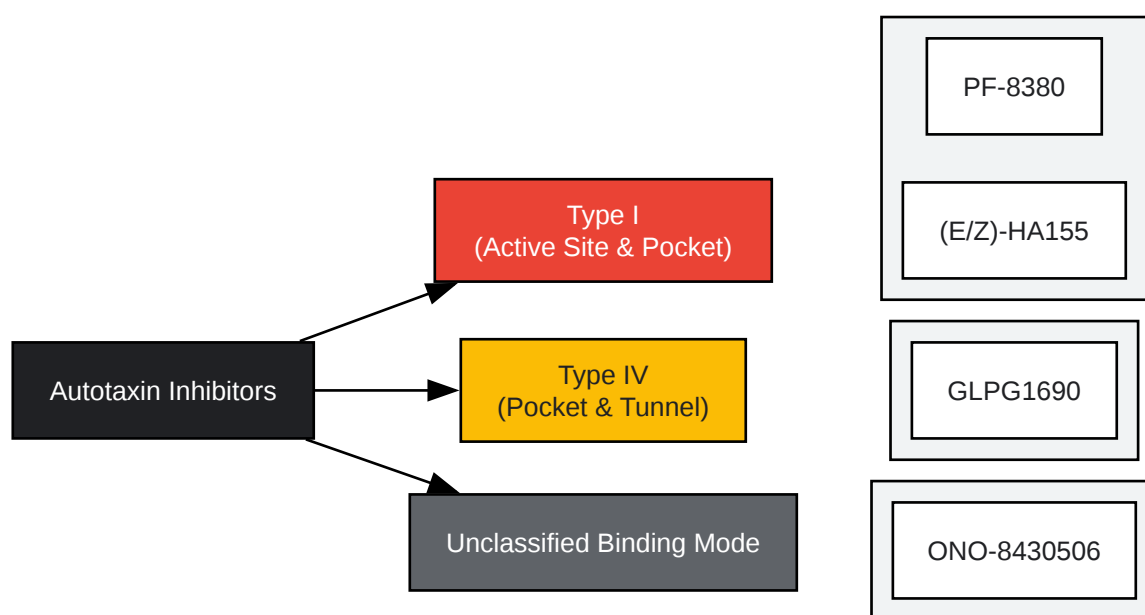 PF-8380
Type I
(Active Site & Pocket)
(E/Z)-HA155
Autotaxin Inhibitors
Type IV
(Pocket & Tunnel)
GLPG1690
Unclassified Binding Mode
ONO-8430506